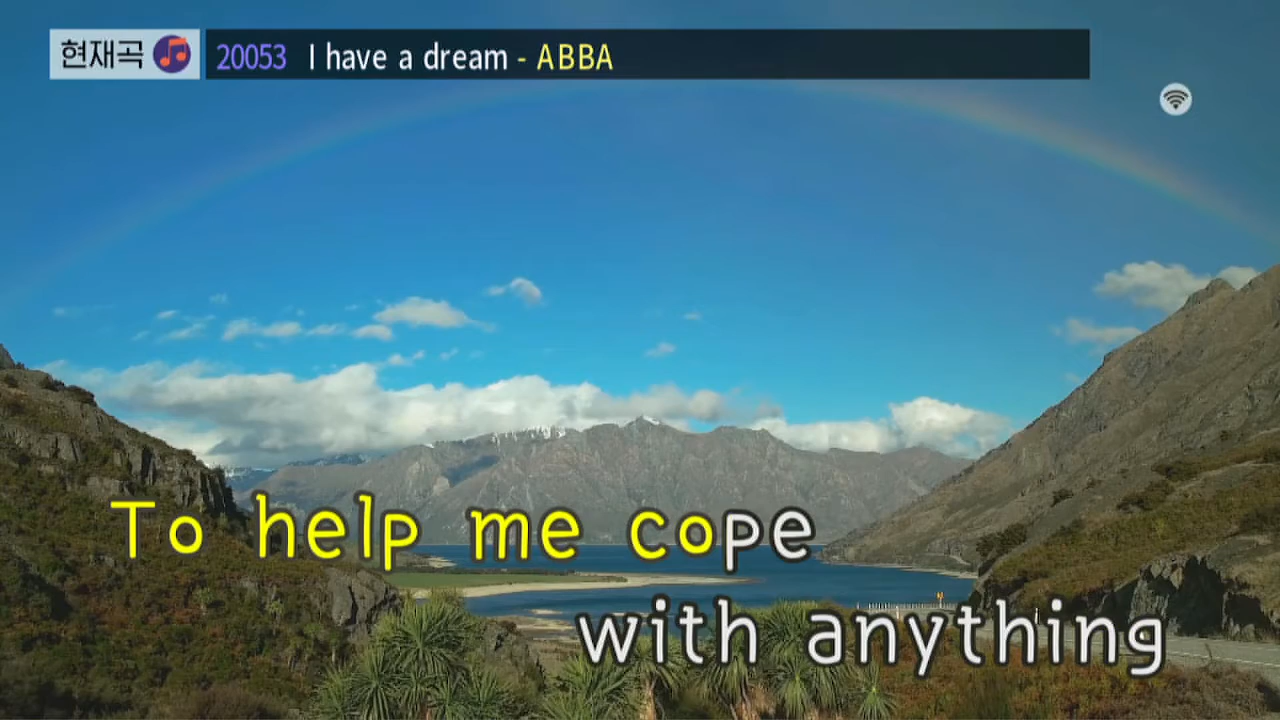 현재곡 20053 I have a dream - ABBA
To help me cope
with anything